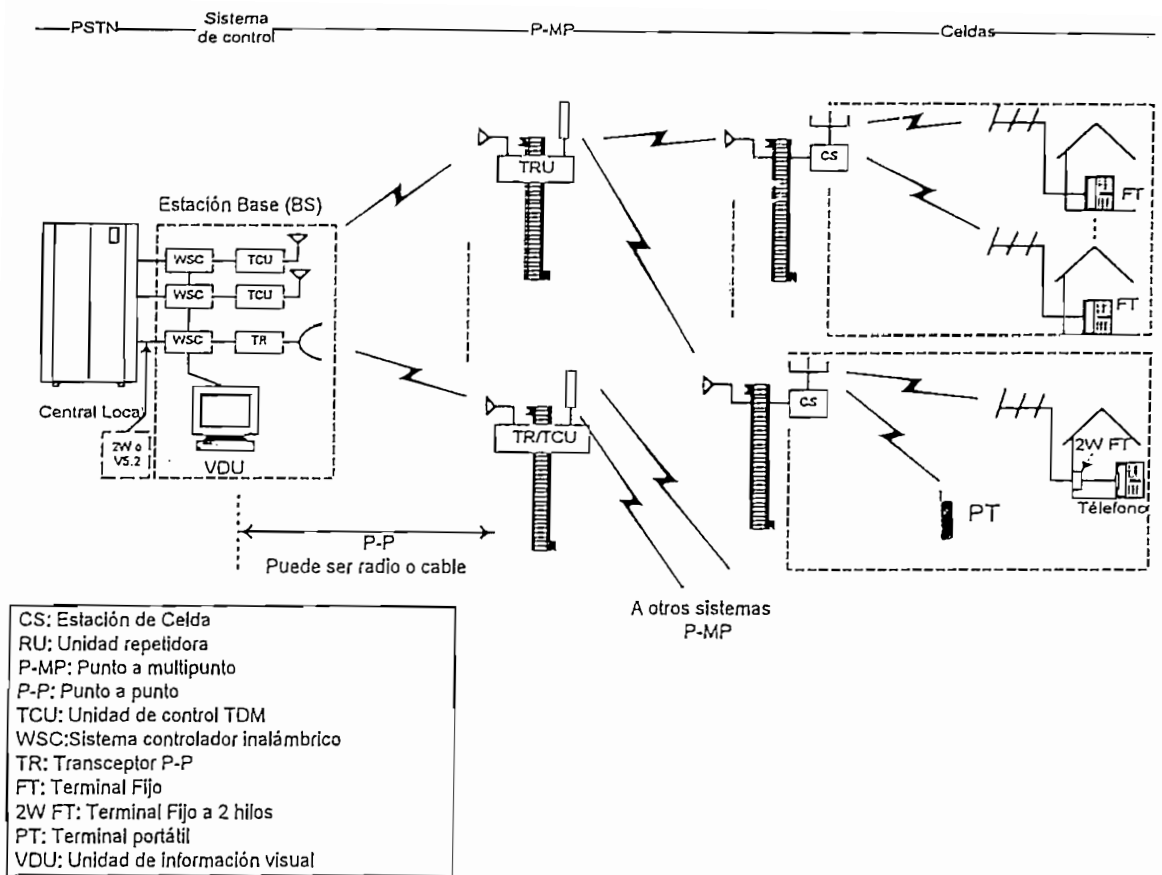 PSTN
Sistema
de control
P-MP
Celdas
TRU
CS
FT
FT
Estación Base (BS)
WSC
TCU
WSC
TCU
WSC
TR
Central Local
2W o
V5.2
VDU
TR/TCU
CS
2W FT
Télefono
PT
P-P
Puede ser radio o cable
A otros sistemas
P-MP
CS: Estación de Celda
RU: Unidad repetidora
P-MP: Punto a multipunto
P-P: Punto a punto
TCU: Unidad de control TDM
WSC:Sistema controlador inalámbrico
TR: Transceptor P-P
FT: Terminal Fijo
2W FT: Terminal Fijo a 2 hilos
PT: Terminal portátil
VDU: Unidad de información visual